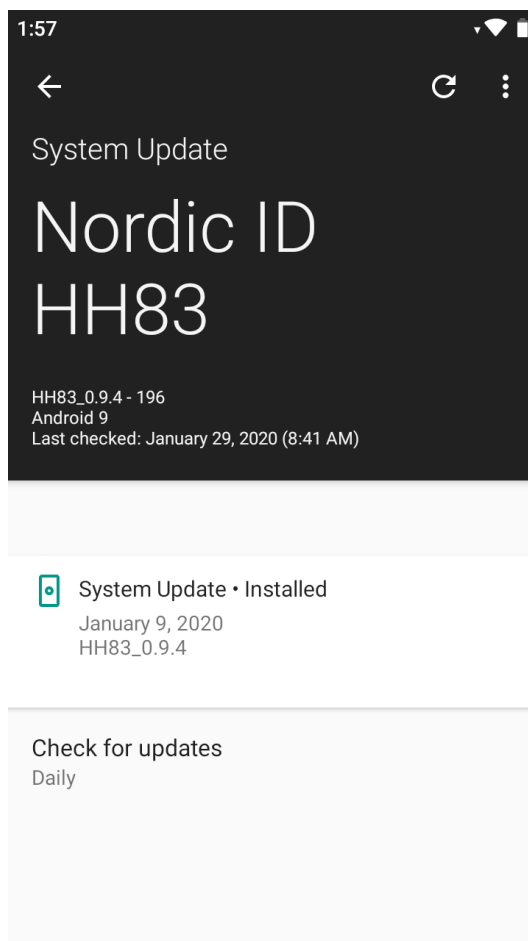 1:57
System Update
Nordic ID
HH83
HH83_0.9.4 - 196
Android 9
Last checked: January 29, 2020 (8:41 AM)
System Update • Installed
January 9, 2020
HH83_0.9.4
Check for updates
Daily